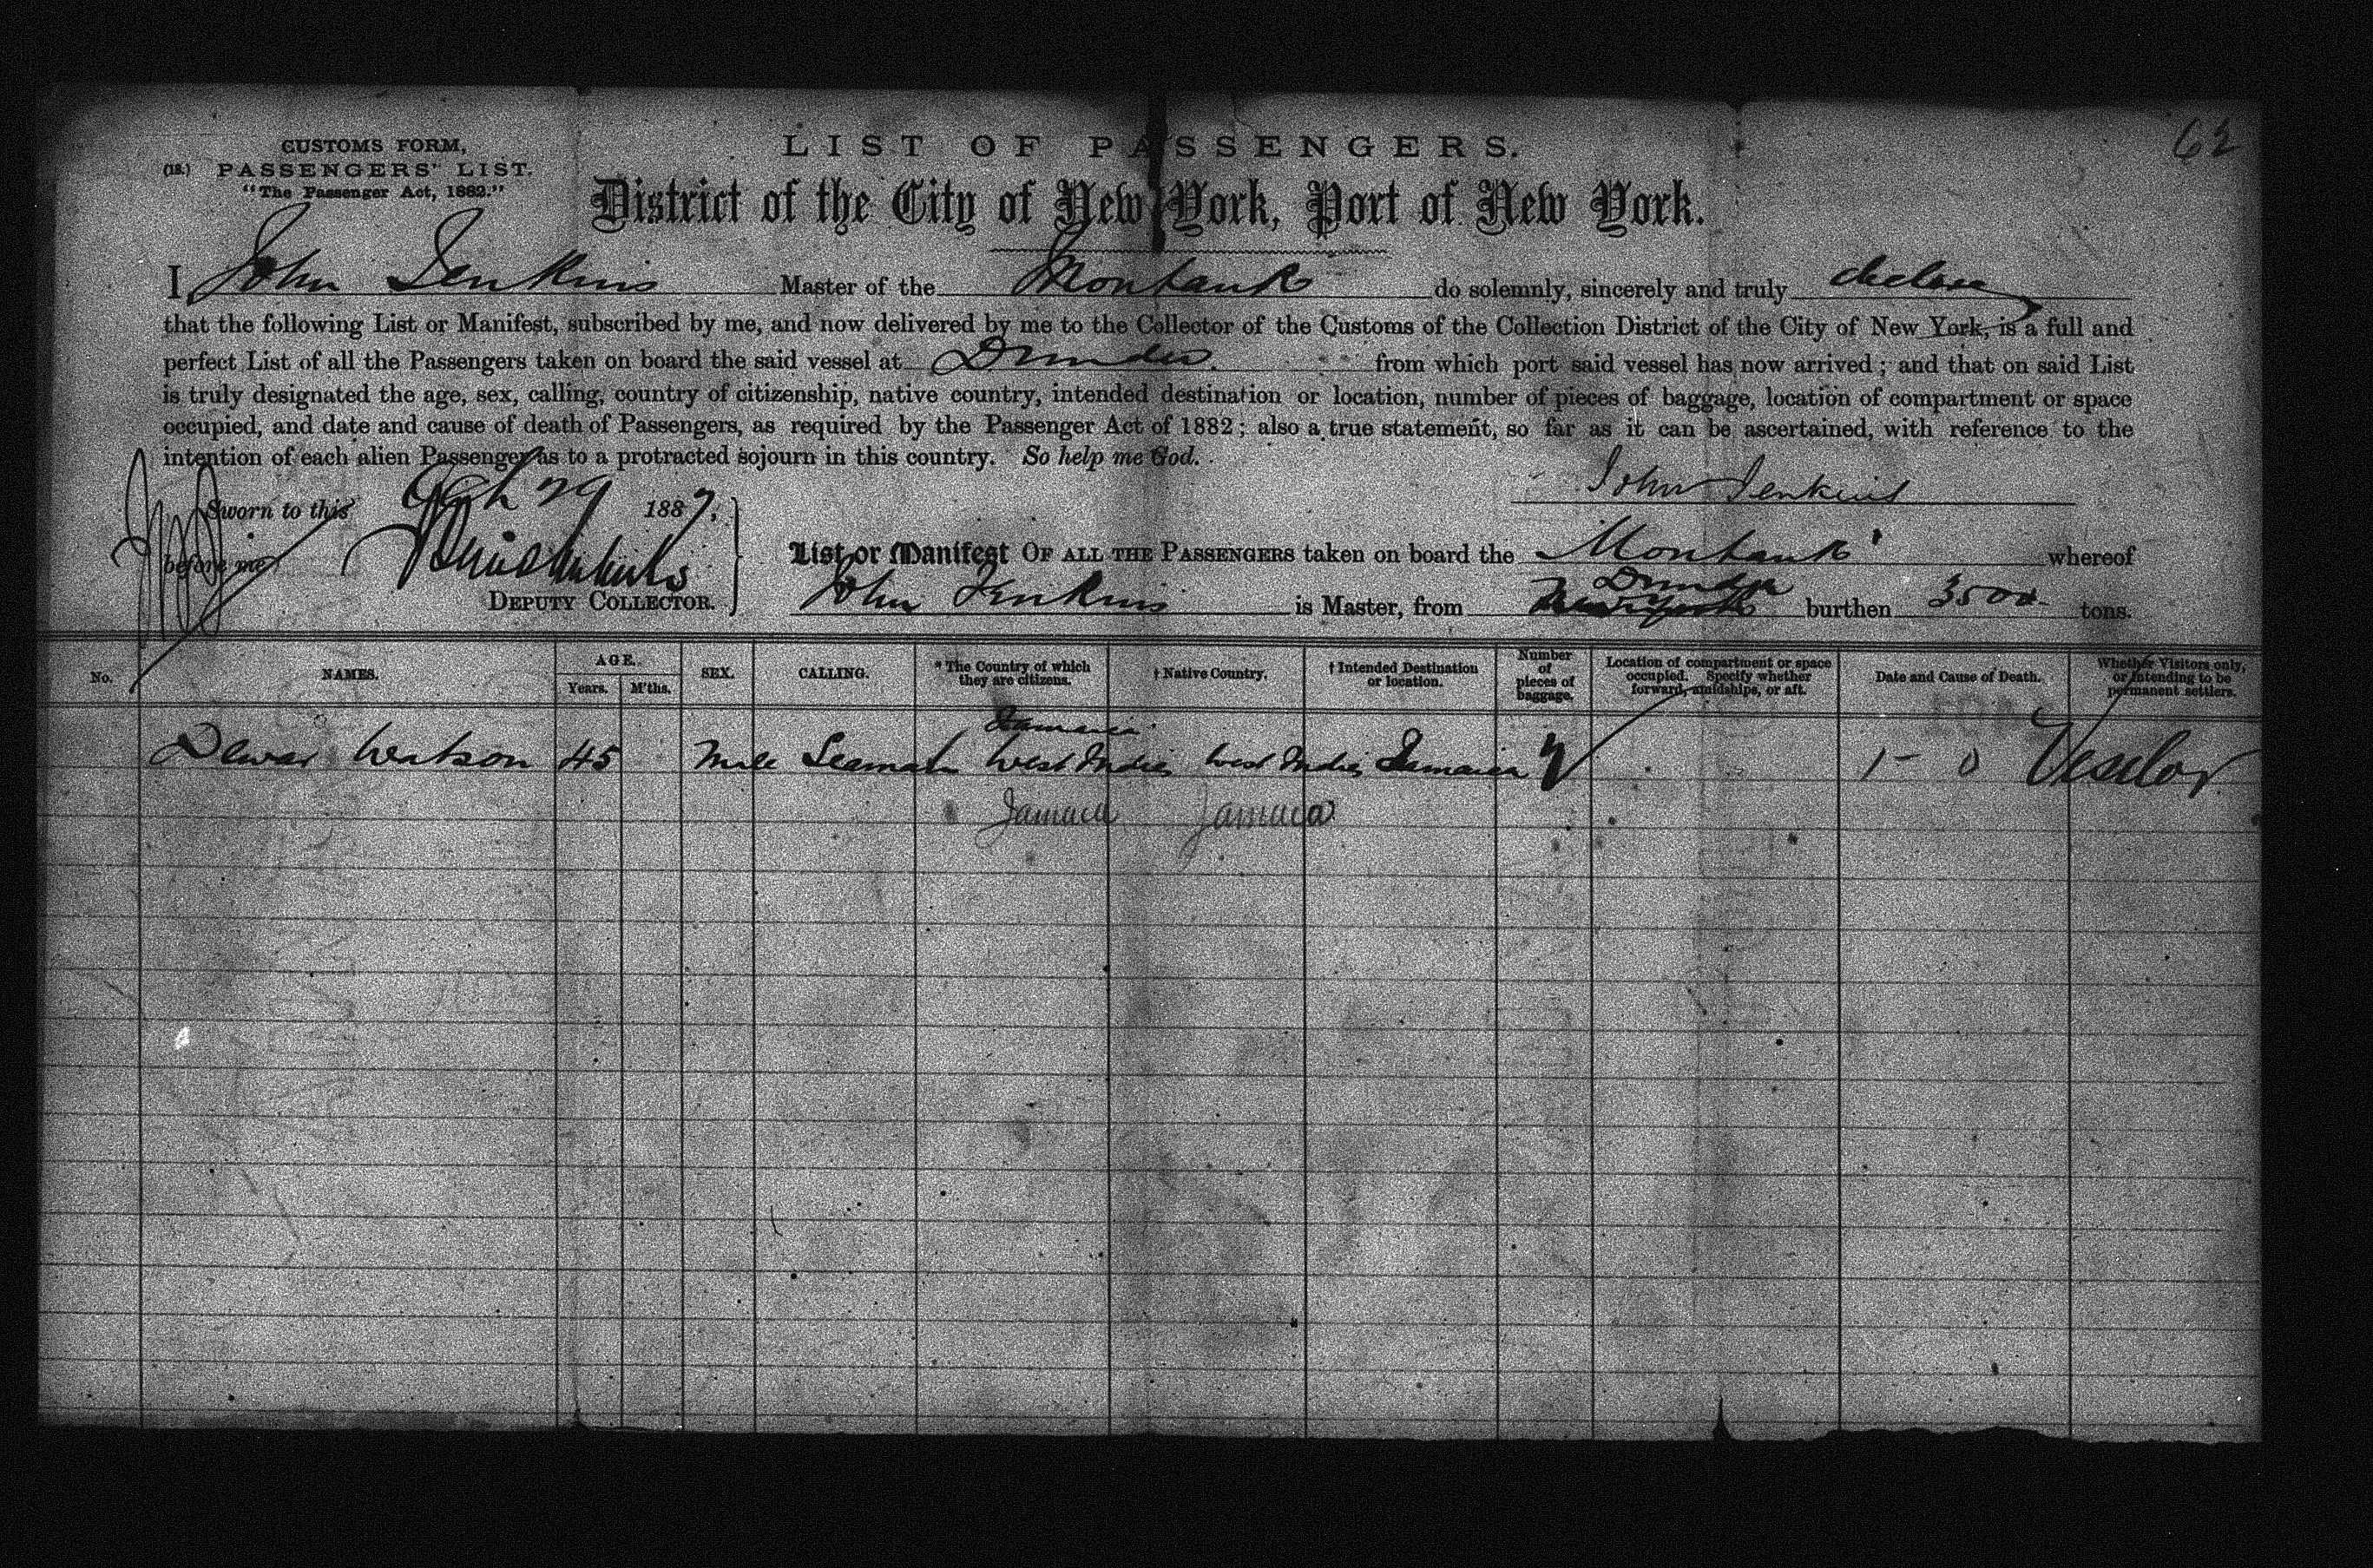 62
CUSTOMS FORM,
(18.) PASSENGERS' LIST.
"The Passenger Act, 1882."
LIST OF PASSENGERS.
District of the City of New York, Port of New York.
I, John Jenkins Master of the Montauk do solemnly, sincerely and truly declare
that the following List or Manifest, subscribed by me, and now delivered by me to the Collector of the Customs of the Collection District of the City of New York, is a full and
perfect List of all the Passengers taken on board the said vessel at Dundee. from which port said vessel has now arrived; and that on said List
is truly designated the age, sex, calling, country of citizenship, native country, intended destination or location, number of pieces of baggage, location of compartment or space
occupied, and date and cause of death of Passengers, as required by the Passenger Act of 1882; also a true statement, so far as it can be ascertained, with reference to the
intention of each alien Passenger as to a protracted sojourn in this country. So help me God.
John Jenkins
Sworn to this 29 1887,
before me
DEPUTY COLLECTOR.
List or Manifest OF ALL THE PASSENGERS taken on board the Montauk whereof
John Jenkins is Master, from Dundee burthen 3500 tons.
No. NAMES. AGE. Years. M'ths. SEX. CALLING. * The Country of which they are citizens. † Native Country. † Intended Destination or location. Number of pieces of baggage. Location of compartment or space occupied. Specify whether forward, amidships, or aft. Date and Cause of Death. Whether Visitors only, or intending to be permanent settlers.
Jamaica
Dewar Watson 45 Male Seaman West Indies West Indies Jamaica 1 - 0
Jamaca Jamaca